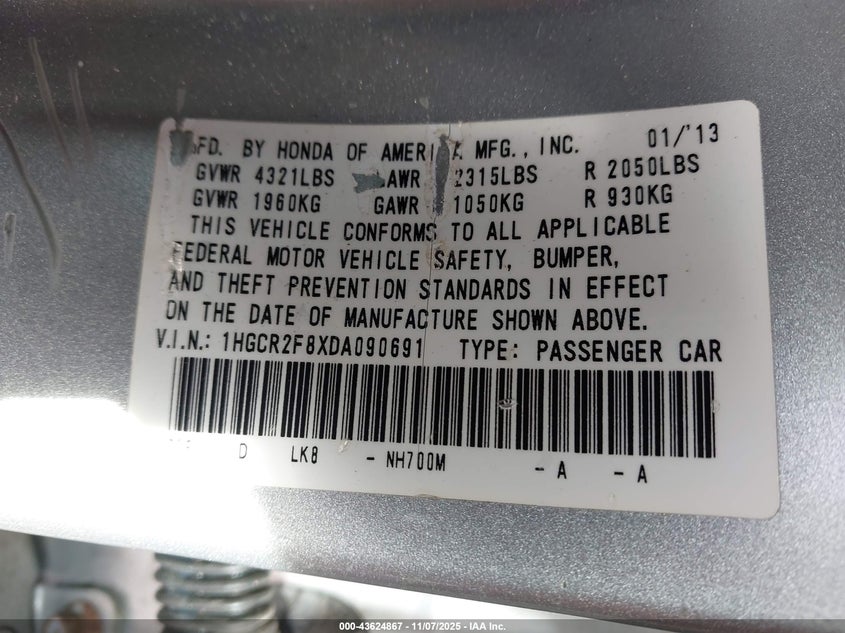 BY HONDA OF AMERICA MFG., INC. 01/'13
GVWR 4321LBS GAWR 2315LBS R 2050LBS
GVWR 1960KG GAWR 1050KG R 930KG
THIS VEHICLE CONFORMS TO ALL APPLICABLE
FEDERAL MOTOR VEHICLE SAFETY, BUMPER,
AND THEFT PREVENTION STANDARDS IN EFFECT
ON THE DATE OF MANUFACTURE SHOWN ABOVE.
V.I.N.: 1HGCR2F8XDA090691 TYPE: PASSENGER CAR
D LK8 - NH700M - A - A
000-43624867 - 11/07/2025 - IAA Inc.